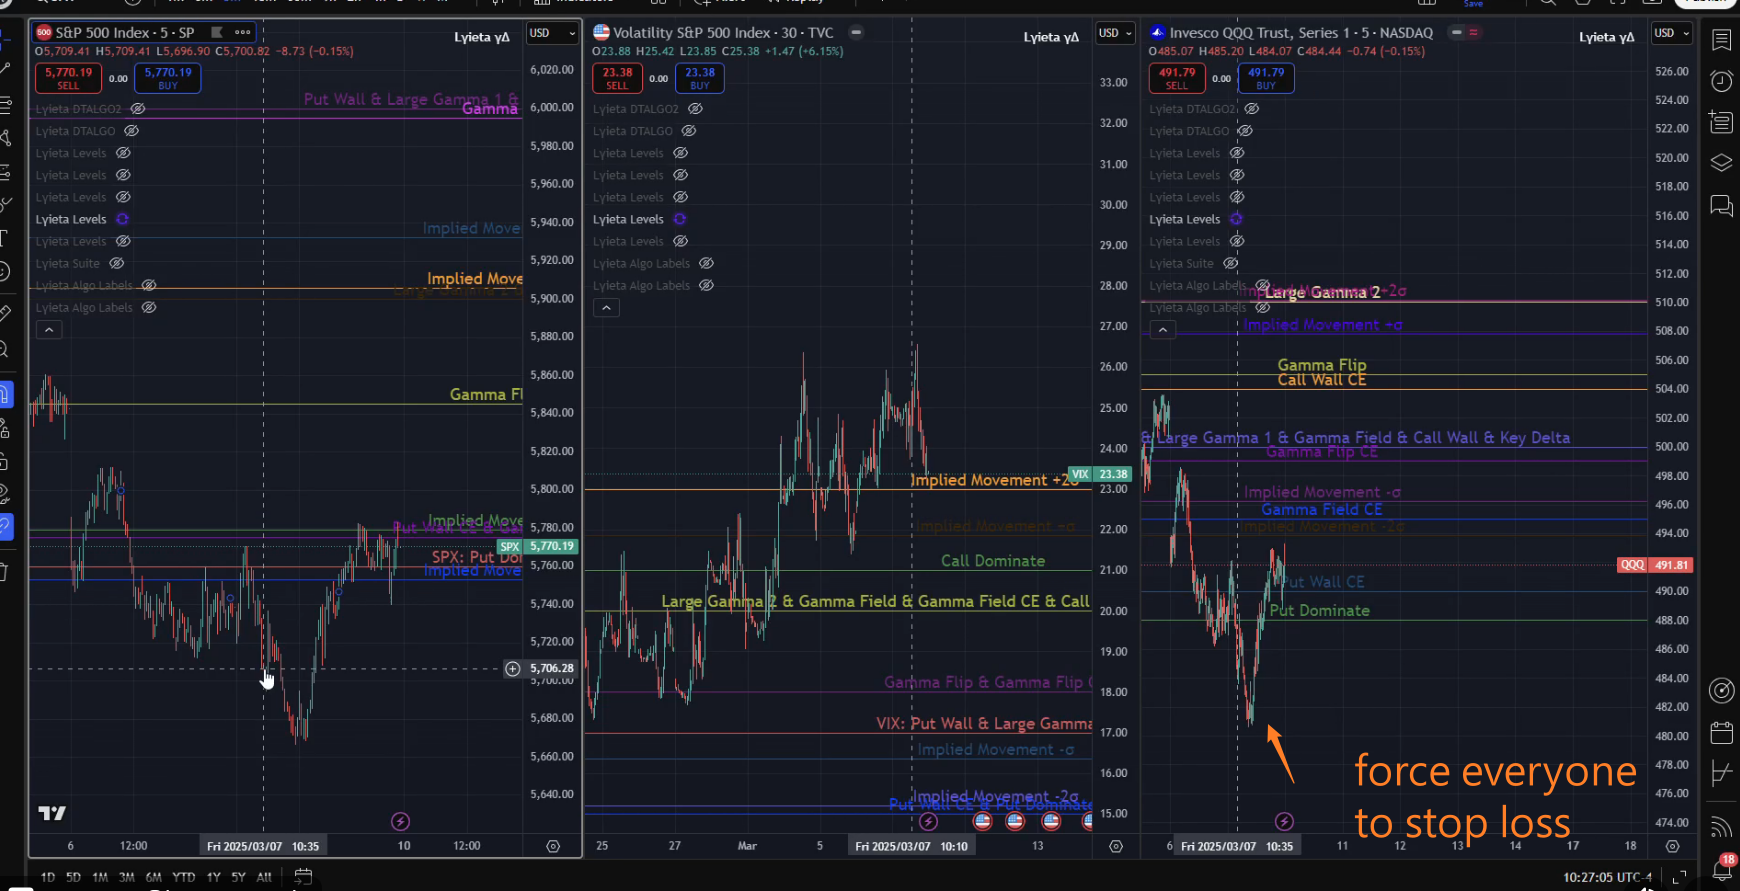 S&P 500 Index · 5 · SP
Lyieta γΔ
USD
O5,709.41 H5,709.41 L5,696.90 C5,700.82 -8.73 (-0.15%)
5,770.19
SELL
0.00
5,770.19
BUY
Put Wall & Large Gamma 1 &
Lyieta DTALGO2
Gamma
Lyieta DTALGO
Lyieta Levels
Lyieta Levels
Lyieta Levels
Lyieta Levels
Implied Move
Lyieta Levels
Lyieta Suite
Implied Move
Lyieta Algo Labels
Lyieta Algo Labels
Gamma Fl
Implied Move
Put Wall CE &
SPX 5,770.19
SPX: Put Do
Implied Move
5,706.28
6,020.00
6,000.00
5,980.00
5,960.00
5,940.00
5,920.00
5,900.00
5,880.00
5,860.00
5,840.00
5,820.00
5,800.00
5,780.00
5,760.00
5,740.00
5,720.00
5,700.00
5,680.00
5,660.00
5,640.00
6 12:00 Fri 2025/03/07 10:35 10 12:00
Volatility S&P 500 Index · 30 · TVC
Lyieta γΔ
USD
O23.88 H25.42 L23.85 C25.38 +1.47 (+6.15%)
23.38
SELL
0.00
23.38
BUY
Lyieta DTALGO2
Lyieta DTALGO
Lyieta Levels
Lyieta Levels
Lyieta Levels
Lyieta Levels
Lyieta Levels
Lyieta Algo Labels
Lyieta Algo Labels
Implied Movement +2σ
VIX 23.38
Implied Movement +σ
Call Dominate
Large Gamma 2 & Gamma Field & Gamma Field CE & Call
Gamma Flip & Gamma Flip C
VIX: Put Wall & Large Gamma
Implied Movement -σ
Implied Movement -2σ
Put Wall CE & Put Dominate
33.00
32.00
31.00
30.00
29.00
28.00
27.00
26.00
25.00
24.00
23.00
22.00
21.00
20.00
19.00
18.00
17.00
16.00
15.00
25 27 Mar 5 Fri 2025/03/07 10:10 13
Invesco QQQ Trust, Series 1 · 5 · NASDAQ
Lyieta γΔ
USD
O485.07 H485.20 L484.07 C484.44 -0.74 (-0.15%)
491.79
SELL
0.00
491.79
BUY
Lyieta DTALGO2
Lyieta DTALGO
Lyieta Levels
Lyieta Levels
Lyieta Levels
Lyieta Levels
Lyieta Levels
Lyieta Suite
Lyieta Algo Labels
Implied Movement +2σ
Large Gamma 2
Lyieta Algo Labels
Implied Movement +σ
Gamma Flip
Call Wall CE
& Large Gamma 1 & Gamma Field & Call Wall & Key Delta
Gamma Flip CE
Implied Movement -σ
Gamma Field CE
Implied Movement -2σ
QQQ 491.81
Put Wall CE
Put Dominate
force everyone
to stop loss
526.00
524.00
522.00
520.00
518.00
516.00
514.00
512.00
510.00
508.00
506.00
504.00
502.00
500.00
498.00
496.00
494.00
490.00
488.00
486.00
484.00
482.00
480.00
478.00
476.00
474.00
6 Fri 2025/03/07 10:35 11 12 13 14 17 18
1D 5D 1M 3M 6M YTD 1Y 5Y All
10:27:05 UTC-4
18
Save